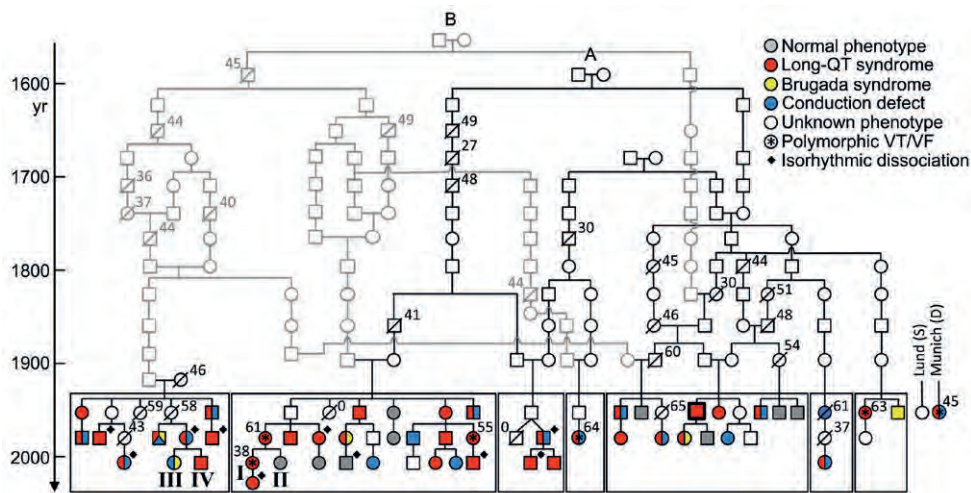 B
A
45
1600
yr
Normal phenotype
Long-QT syndrome
Brugada syndrome
Conduction defect
Unknown phenotype
Polymorphic VT/VF
Isorhythmic dissociation
44
49
49
27
1700
36
48
37
40
30
44
1800
45
44
30
51
44
41
46
48
1900
60
54
46
Lund (S)
Munich (D)
59
58
0
65
61
63
45
43
61
55
0
64
37
38
2000
I
II
III
IV